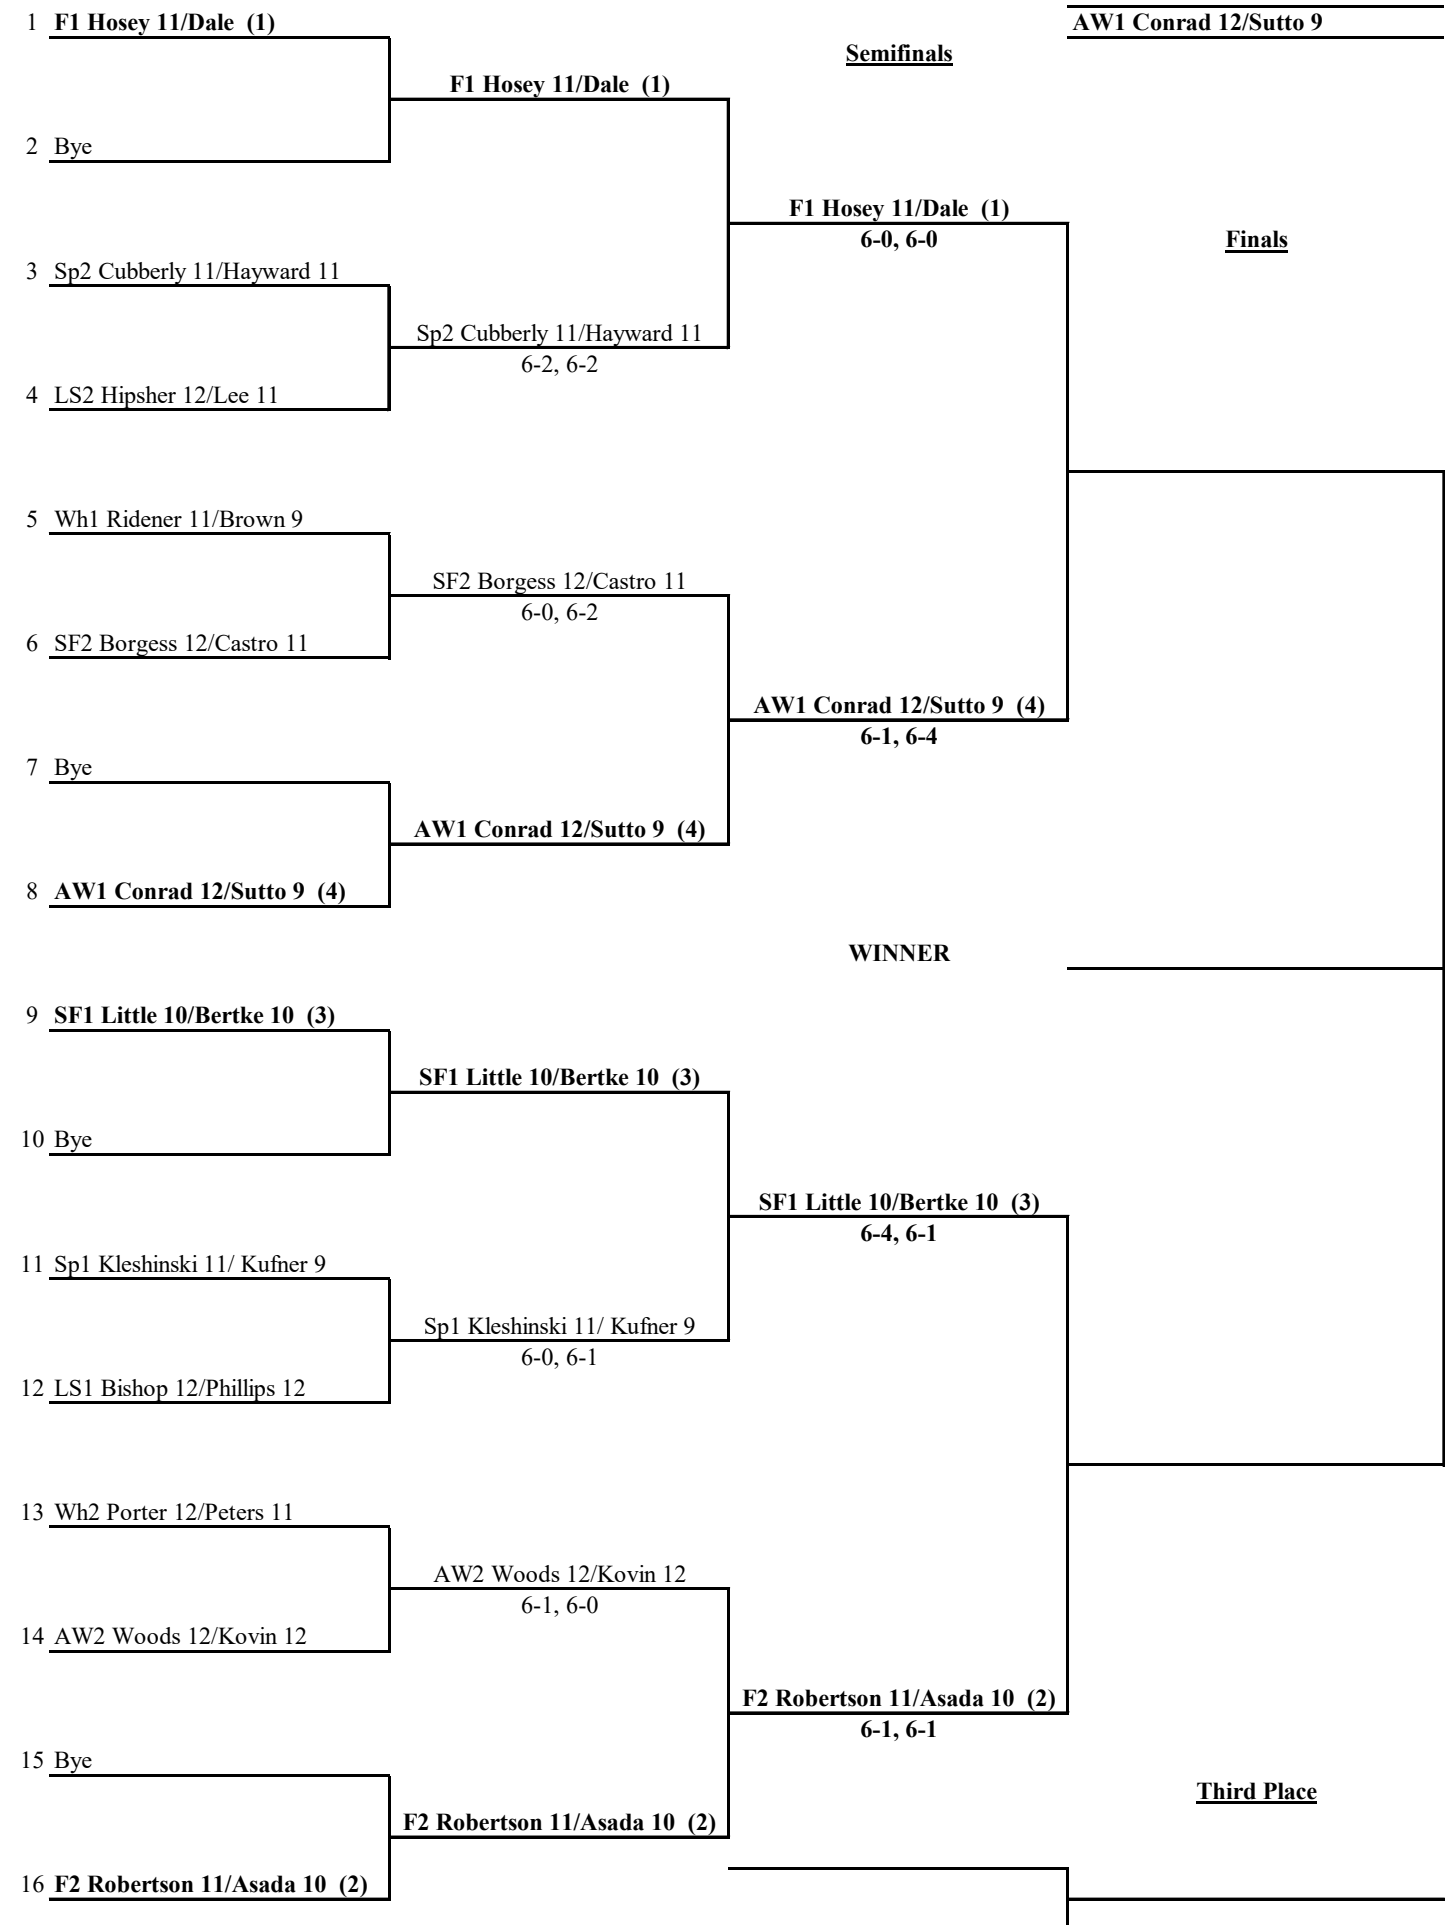 1 F1 Hosey 11/Dale (1)
AW1 Conrad 12/Sutto 9
Semifinals
F1 Hosey 11/Dale (1)
2 Bye
F1 Hosey 11/Dale (1)
6-0, 6-0
Finals
3 Sp2 Cubberly 11/Hayward 11
Sp2 Cubberly 11/Hayward 11
6-2, 6-2
4 LS2 Hipsher 12/Lee 11
5 Wh1 Ridener 11/Brown 9
SF2 Borgess 12/Castro 11
6-0, 6-2
6 SF2 Borgess 12/Castro 11
AW1 Conrad 12/Sutto 9 (4)
6-1, 6-4
7 Bye
AW1 Conrad 12/Sutto 9 (4)
8 AW1 Conrad 12/Sutto 9 (4)
WINNER
9 SF1 Little 10/Bertke 10 (3)
SF1 Little 10/Bertke 10 (3)
10 Bye
SF1 Little 10/Bertke 10 (3)
6-4, 6-1
11 Sp1 Kleshinski 11/ Kufner 9
Sp1 Kleshinski 11/ Kufner 9
6-0, 6-1
12 LS1 Bishop 12/Phillips 12
13 Wh2 Porter 12/Peters 11
AW2 Woods 12/Kovin 12
6-1, 6-0
14 AW2 Woods 12/Kovin 12
F2 Robertson 11/Asada 10 (2)
6-1, 6-1
15 Bye
Third Place
F2 Robertson 11/Asada 10 (2)
16 F2 Robertson 11/Asada 10 (2)